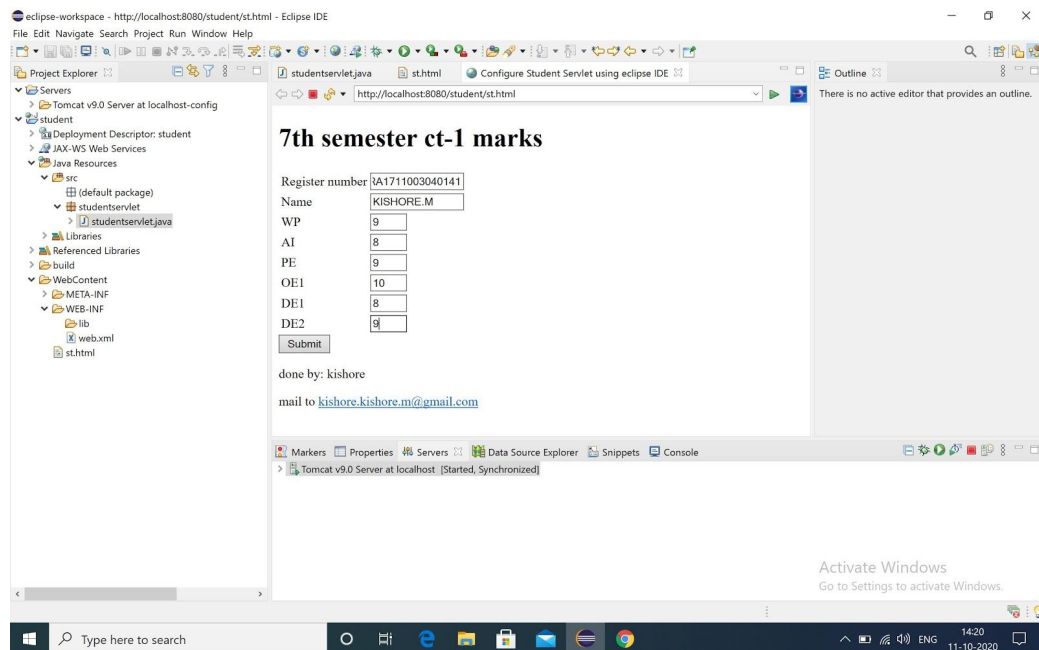 eclipse-workspace - http://localhost:8080/student/st.html - Eclipse IDE
File Edit Navigate Search Project Run Window Help
Project Explorer
Servers
Tomcat v9.0 Server at localhost-config
student
Deployment Descriptor: student
JAX-WS Web Services
Java Resources
src
(default package)
studentservlet
studentservlet.java
Libraries
Referenced Libraries
build
WebContent
META-INF
WEB-INF
lib
web.xml
st.html
studentservlet.java st.html Configure Student Servlet using eclipse IDE
http://localhost:8080/student/st.html
7th semester ct-1 marks
Register number RA1711003040141
Name KISHORE.M
WP 9
AI 8
PE 9
OE1 10
DE1 8
DE2 9
Submit
done by: kishore
mail to kishore.kishore.m@gmail.com
Outline
There is no active editor that provides an outline.
Markers Properties Servers Data Source Explorer Snippets Console
Tomcat v9.0 Server at localhost [Started, Synchronized]
Activate Windows
Go to Settings to activate Windows.
Type here to search
ENG
14:20
11-10-2020